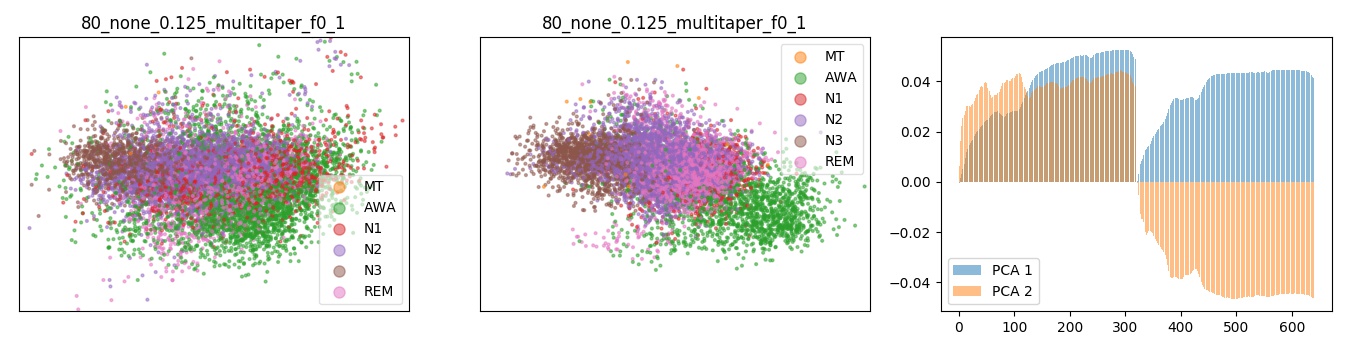 80_none_0.125_multitaper_f0_1
MT
AWA
N1
N2
N3
REM
80_none_0.125_multitaper_f0_1
MT
AWA
N1
N2
N3
REM
0.04
0.02
0.00
−0.02
−0.04
PCA 1
PCA 2
0 100 200 300 400 500 600